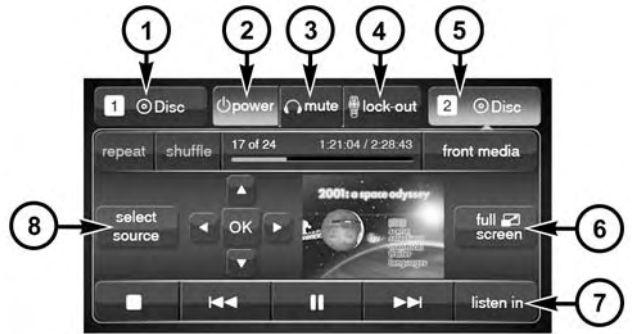 1 2 3 4 5
1 Disc power mute lock-out 2 Disc
repeat shuffle 17 of 24 1:21:04 / 2:28:43 front media
2001: a space odyssey
select source
OK
full screen
languages
listen in
8 6 7